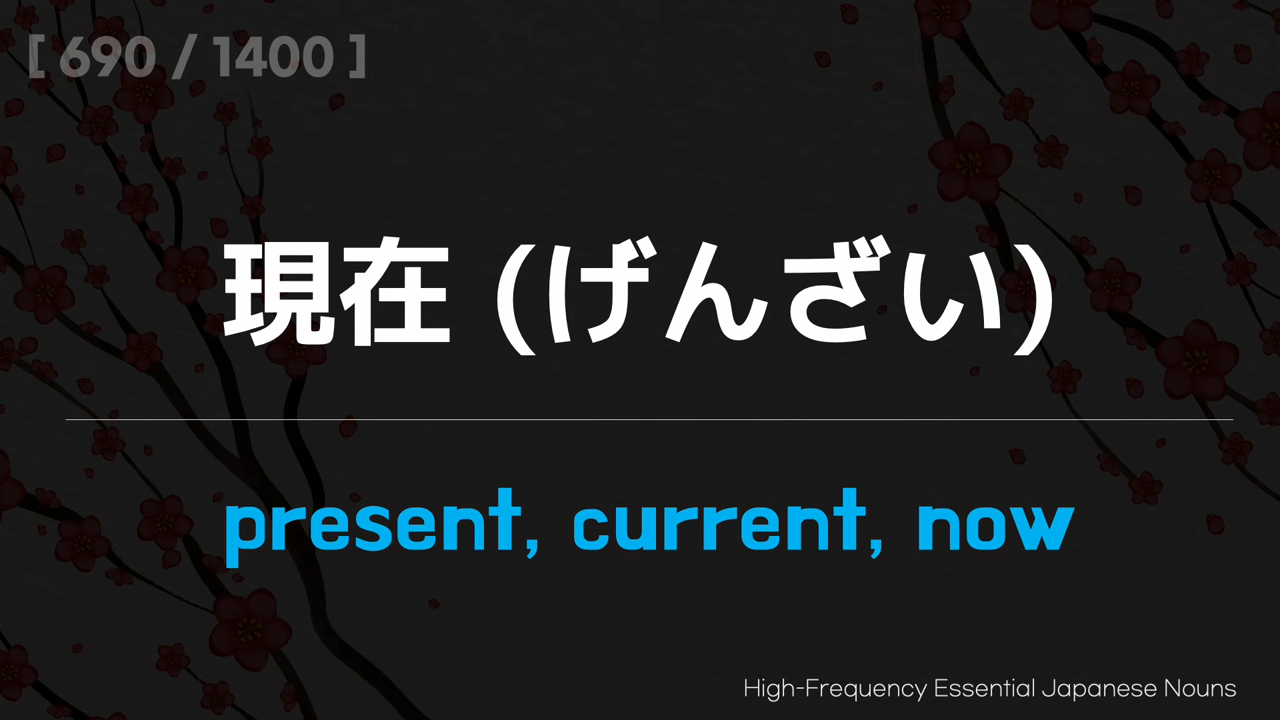 [ 690 / 1400 ]
現在 (げんざい)
present, current, now
High-Frequency Essential Japanese Nouns